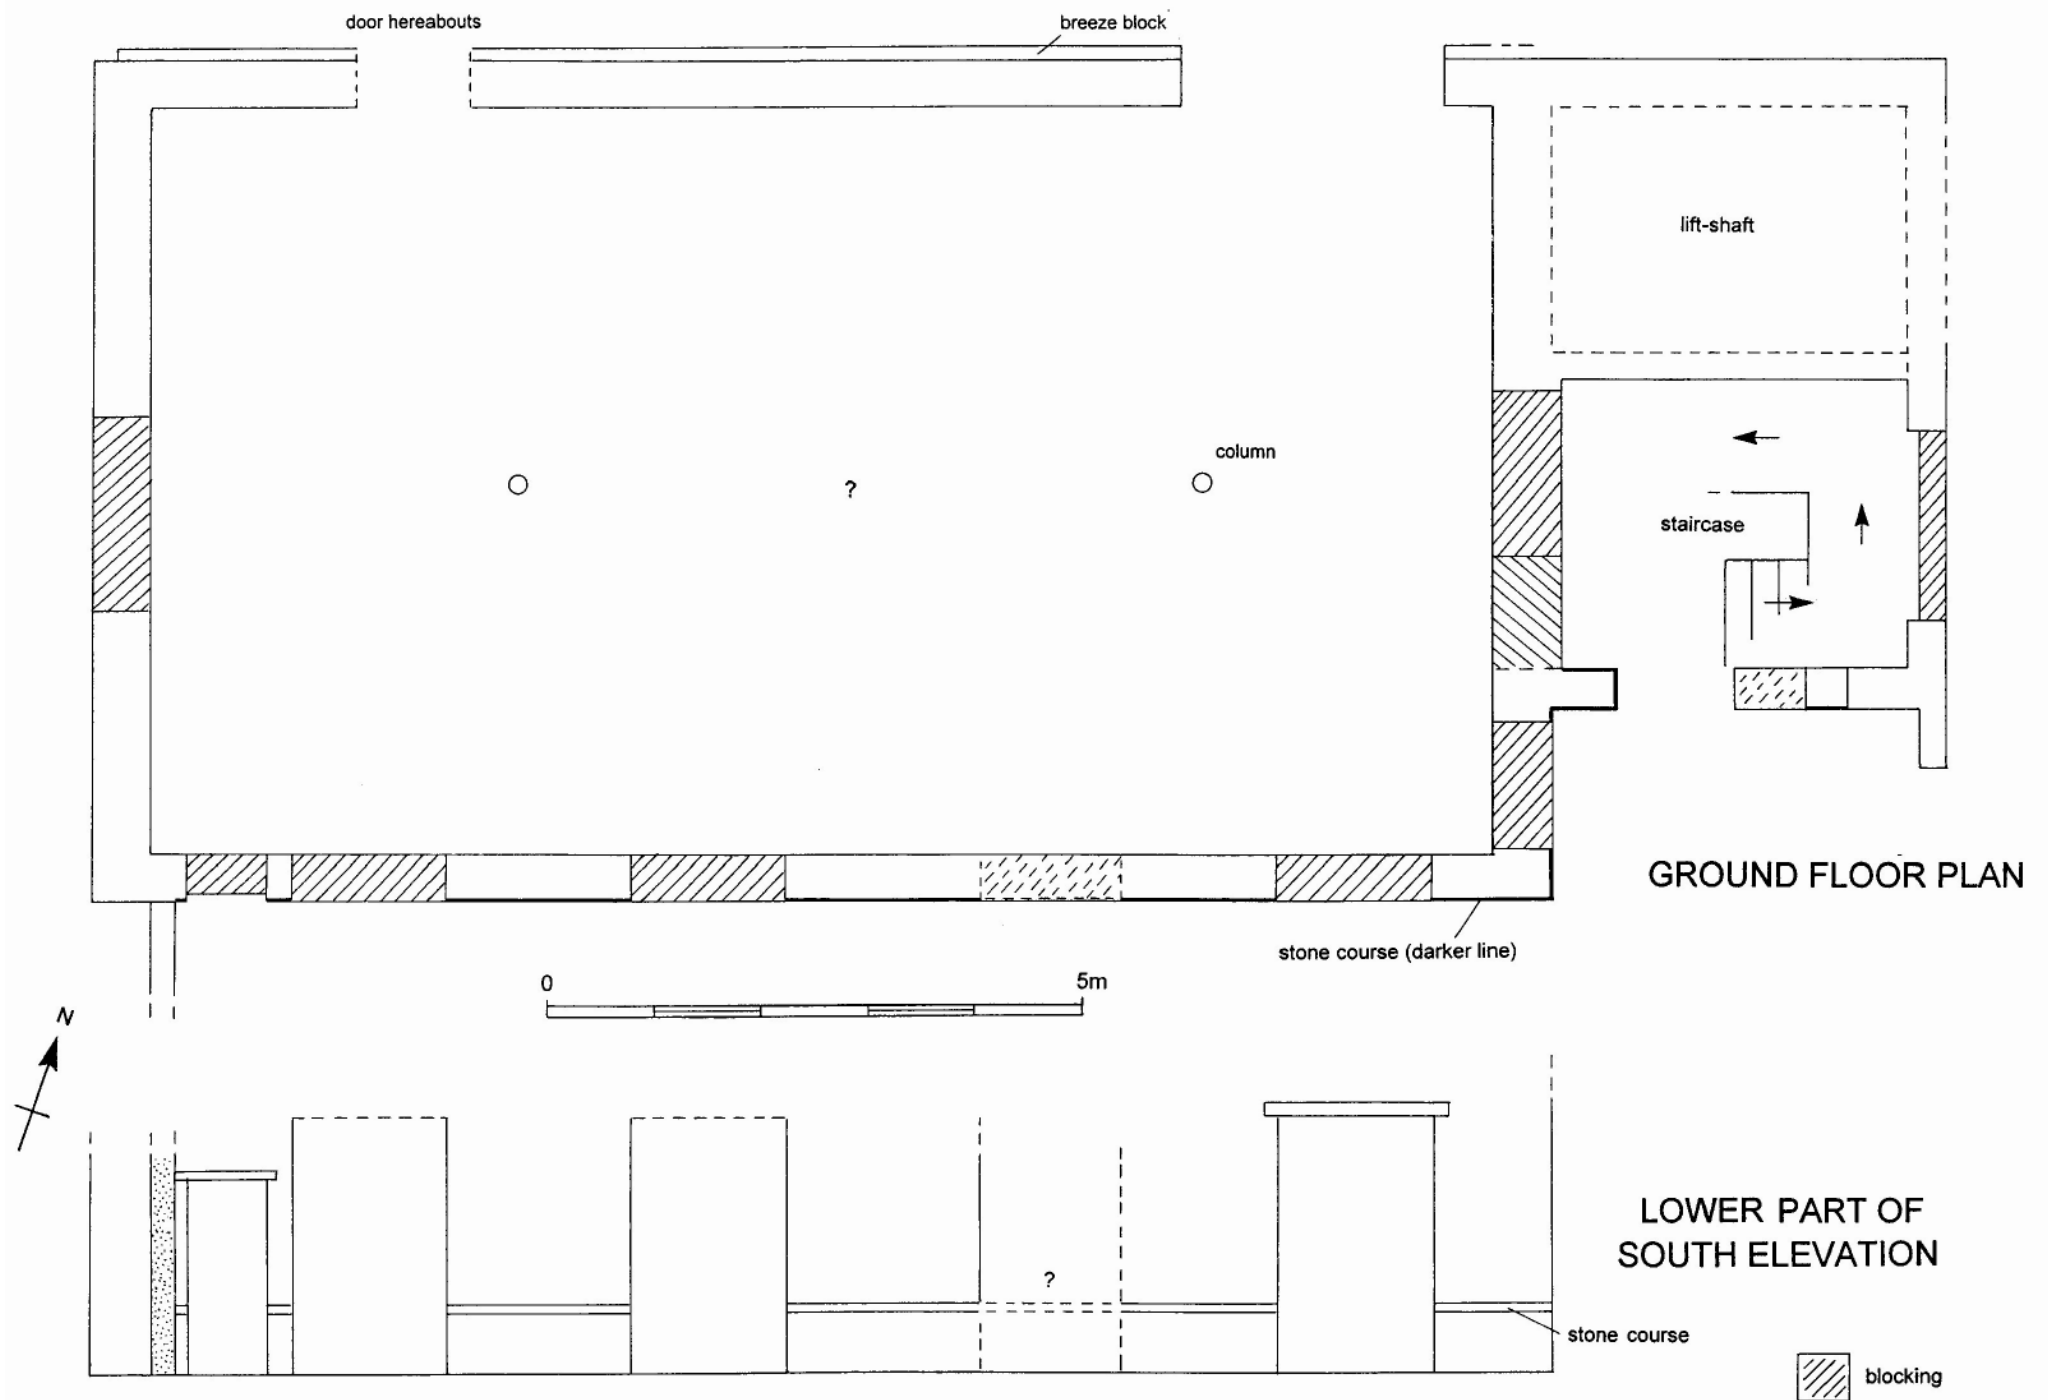 door hereabouts
breeze block
lift-shaft
column
?
staircase
GROUND FLOOR PLAN
stone course (darker line)
0 5m
N
LOWER PART OF
SOUTH ELEVATION
?
stone course
blocking